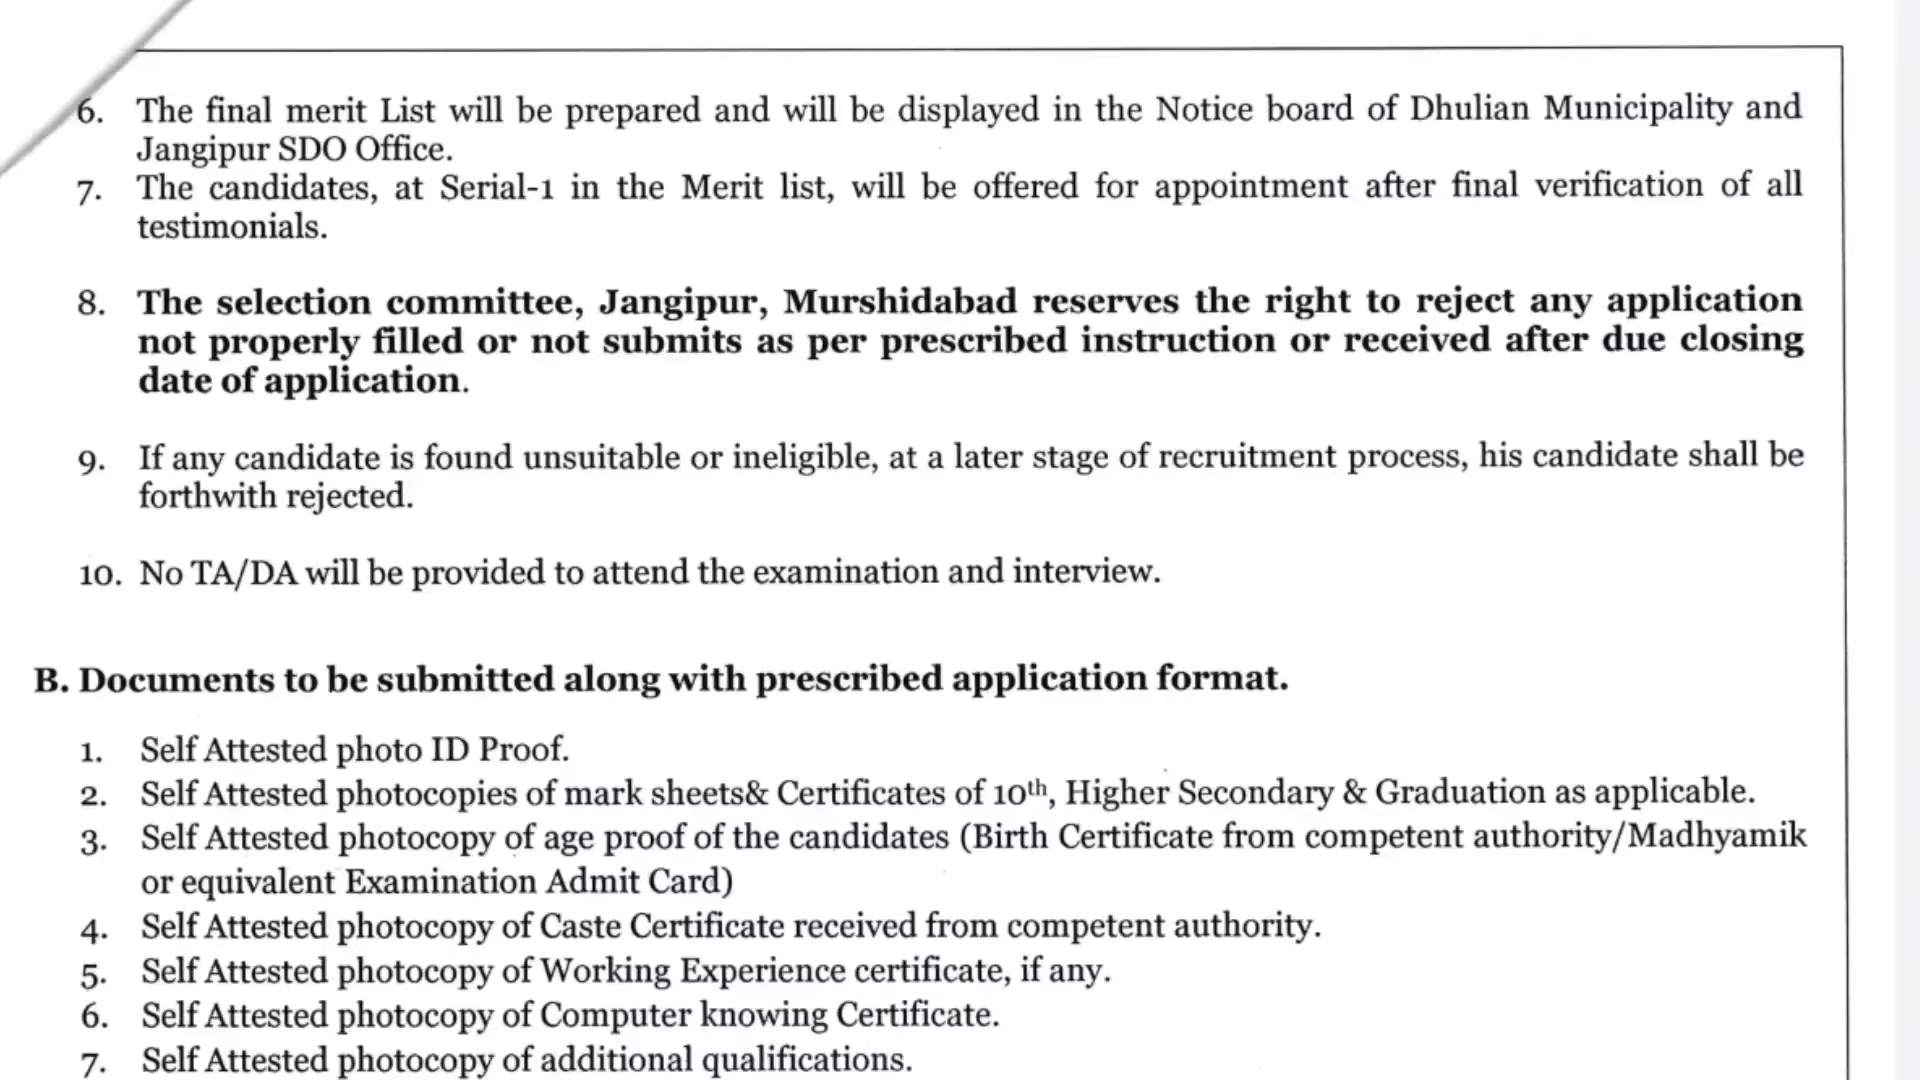 6. The final merit List will be prepared and will be displayed in the Notice board of Dhulian Municipality and
Jangipur SDO Office.
7. The candidates, at Serial-1 in the Merit list, will be offered for appointment after final verification of all
testimonials.
8. The selection committee, Jangipur, Murshidabad reserves the right to reject any application
not properly filled or not submits as per prescribed instruction or received after due closing
date of application.
9. If any candidate is found unsuitable or ineligible, at a later stage of recruitment process, his candidate shall be
forthwith rejected.
10. No TA/DA will be provided to attend the examination and interview.
B. Documents to be submitted along with prescribed application format.
1. Self Attested photo ID Proof.
2. Self Attested photocopies of mark sheets& Certificates of 10th, Higher Secondary & Graduation as applicable.
3. Self Attested photocopy of age proof of the candidates (Birth Certificate from competent authority/Madhyamik
or equivalent Examination Admit Card)
4. Self Attested photocopy of Caste Certificate received from competent authority.
5. Self Attested photocopy of Working Experience certificate, if any.
6. Self Attested photocopy of Computer knowing Certificate.
7. Self Attested photocopy of additional qualifications.